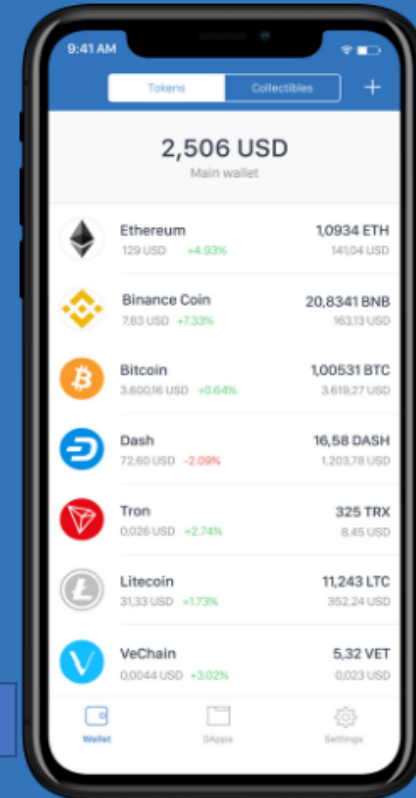 9:41 AM
Tokens Collectibles +
2,506 USD
Main wallet
Ethereum 1,0934 ETH
129 USD +4.93% 141,04 USD
Binance Coin 20,8341 BNB
7,83 USD +7.33% 163,13 USD
Bitcoin 1,00531 BTC
3.600,16 USD +0.64% 3.619,27 USD
Dash 16,58 DASH
72,60 USD -2.09% 1.203,78 USD
Tron 325 TRX
0,026 USD +2.74% 8,45 USD
Litecoin 11,243 LTC
31,33 USD +1.73% 352,24 USD
VeChain 5,32 VET
0,0044 USD +3.02% 0,023 USD
Wallet DApps Settings